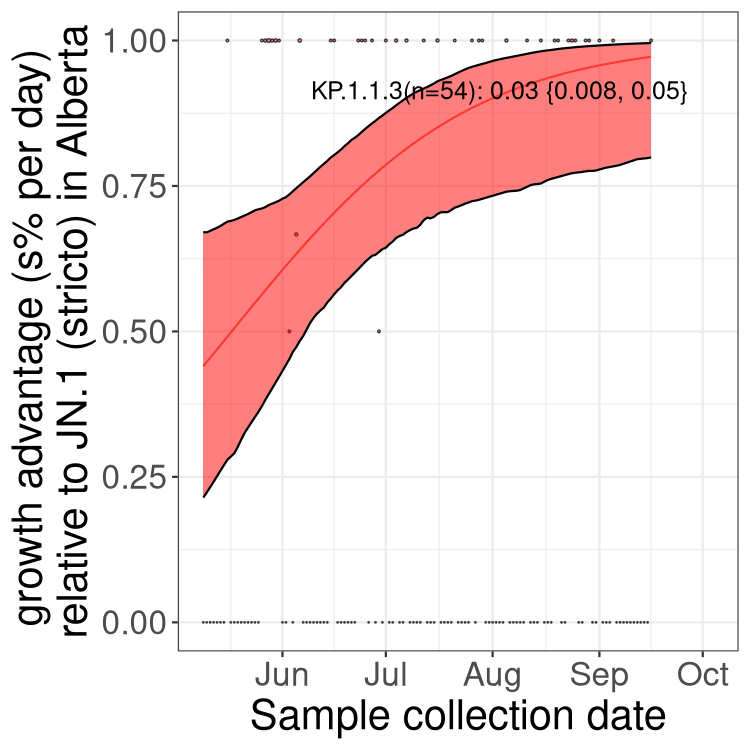 growth advantage (s% per day)
relative to JN.1 (stricto) in Alberta
1.00
0.75
0.50
0.25
0.00
KP.1.1.3(n=54): 0.03 {0.008, 0.05}
Jun Jul Aug Sep Oct
Sample collection date